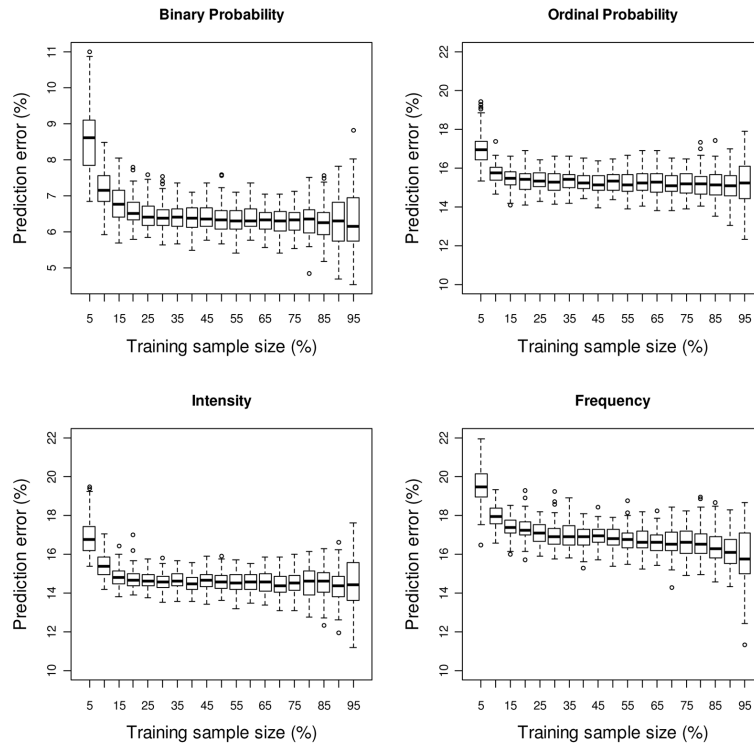 Binary Probability
Prediction error (%)
11
9
8
7
6
5
5 15 25 35 45 55 65 75 85 95
Training sample size (%)
Ordinal Probability
Prediction error (%)
22
20
18
16
14
12
10
5 15 25 35 45 55 65 75 85 95
Training sample size (%)
Intensity
Prediction error (%)
22
20
18
16
14
12
10
5 15 25 35 45 55 65 75 85 95
Training sample size (%)
Frequency
Prediction error (%)
22
20
18
16
14
12
10
5 15 25 35 45 55 65 75 85 95
Training sample size (%)